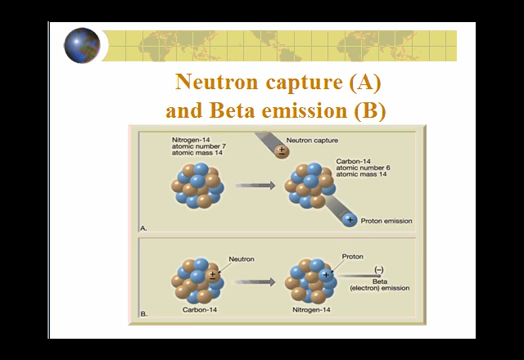 Neutron capture (A)
and Beta emission (B)
Nitrogen-14
atomic number 7
atomic mass 14
Neutron capture
±
Carbon-14
atomic number 6
atomic mass 14
+
Proton emission
A.
Neutron
±
Proton
+
(–)
Beta
(electron) emission
B.
Carbon-14
Nitrogen-14